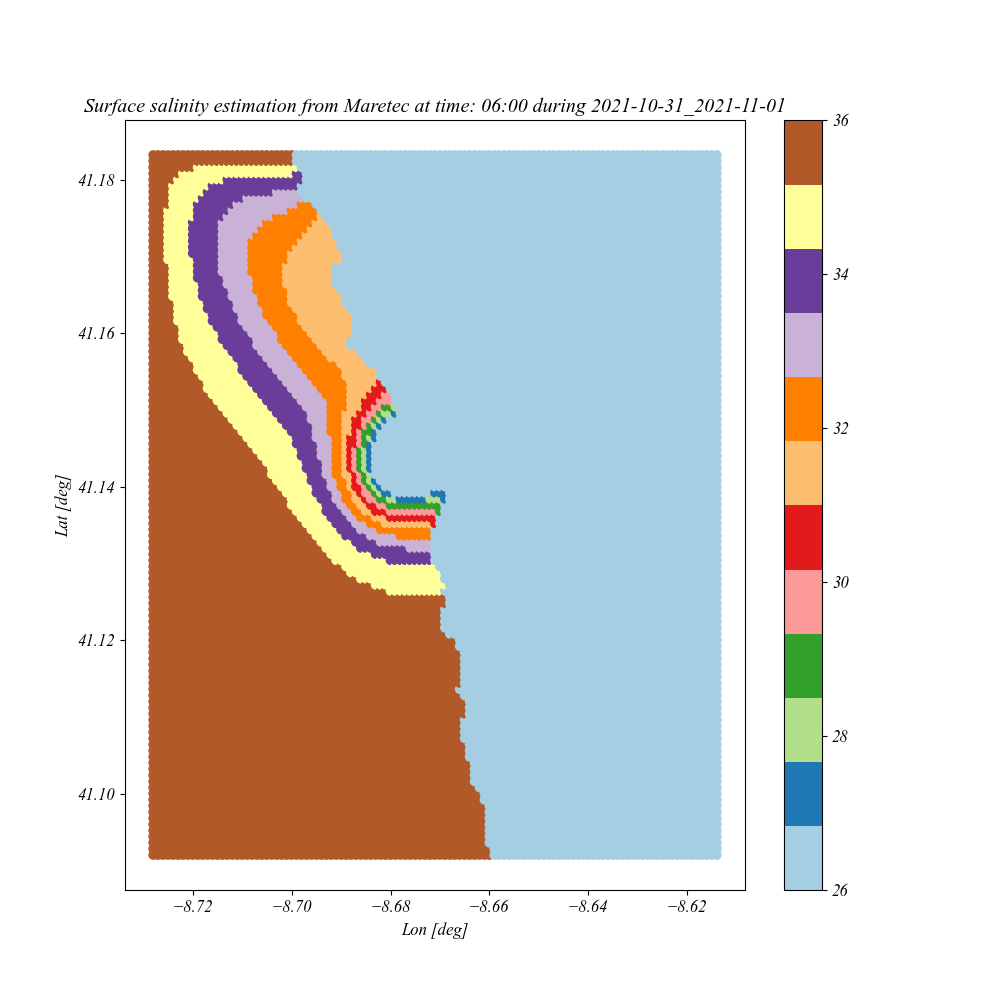 Surface salinity estimation from Maretec at time: 06:00 during 2021-10-31_2021-11-01
36
41.18
34
41.16
32
Lat [deg]
41.14
30
41.12
28
41.10
26
−8.72 −8.70 −8.68 −8.66 −8.64 −8.62
Lon [deg]